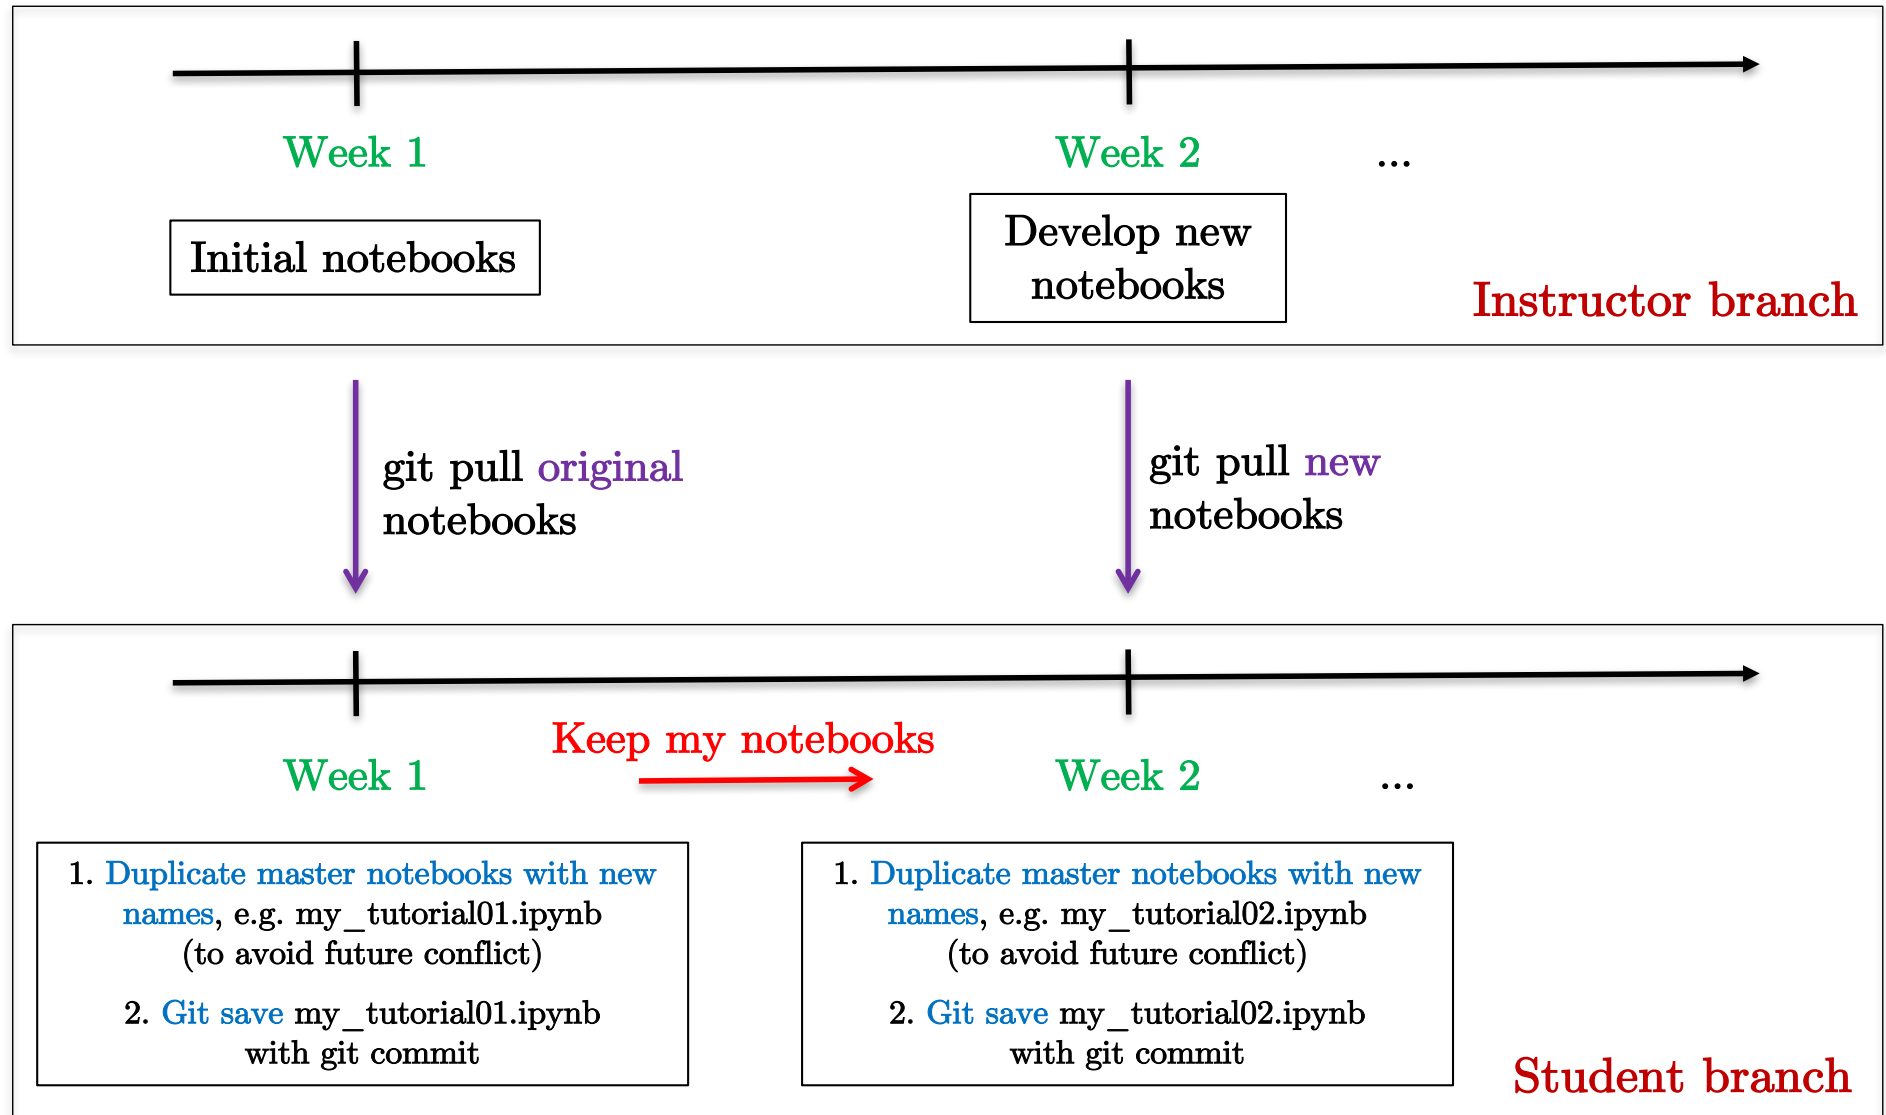 Week 1
Week 2
...
Initial notebooks
Develop new
notebooks
Instructor branch
git pull original
notebooks
git pull new
notebooks
Keep my notebooks
Week 1
Week 2
...
1. Duplicate master notebooks with new
names, e.g. my_tutorial01.ipynb
(to avoid future conflict)
2. Git save my_tutorial01.ipynb
with git commit
1. Duplicate master notebooks with new
names, e.g. my_tutorial02.ipynb
(to avoid future conflict)
2. Git save my_tutorial02.ipynb
with git commit
Student branch